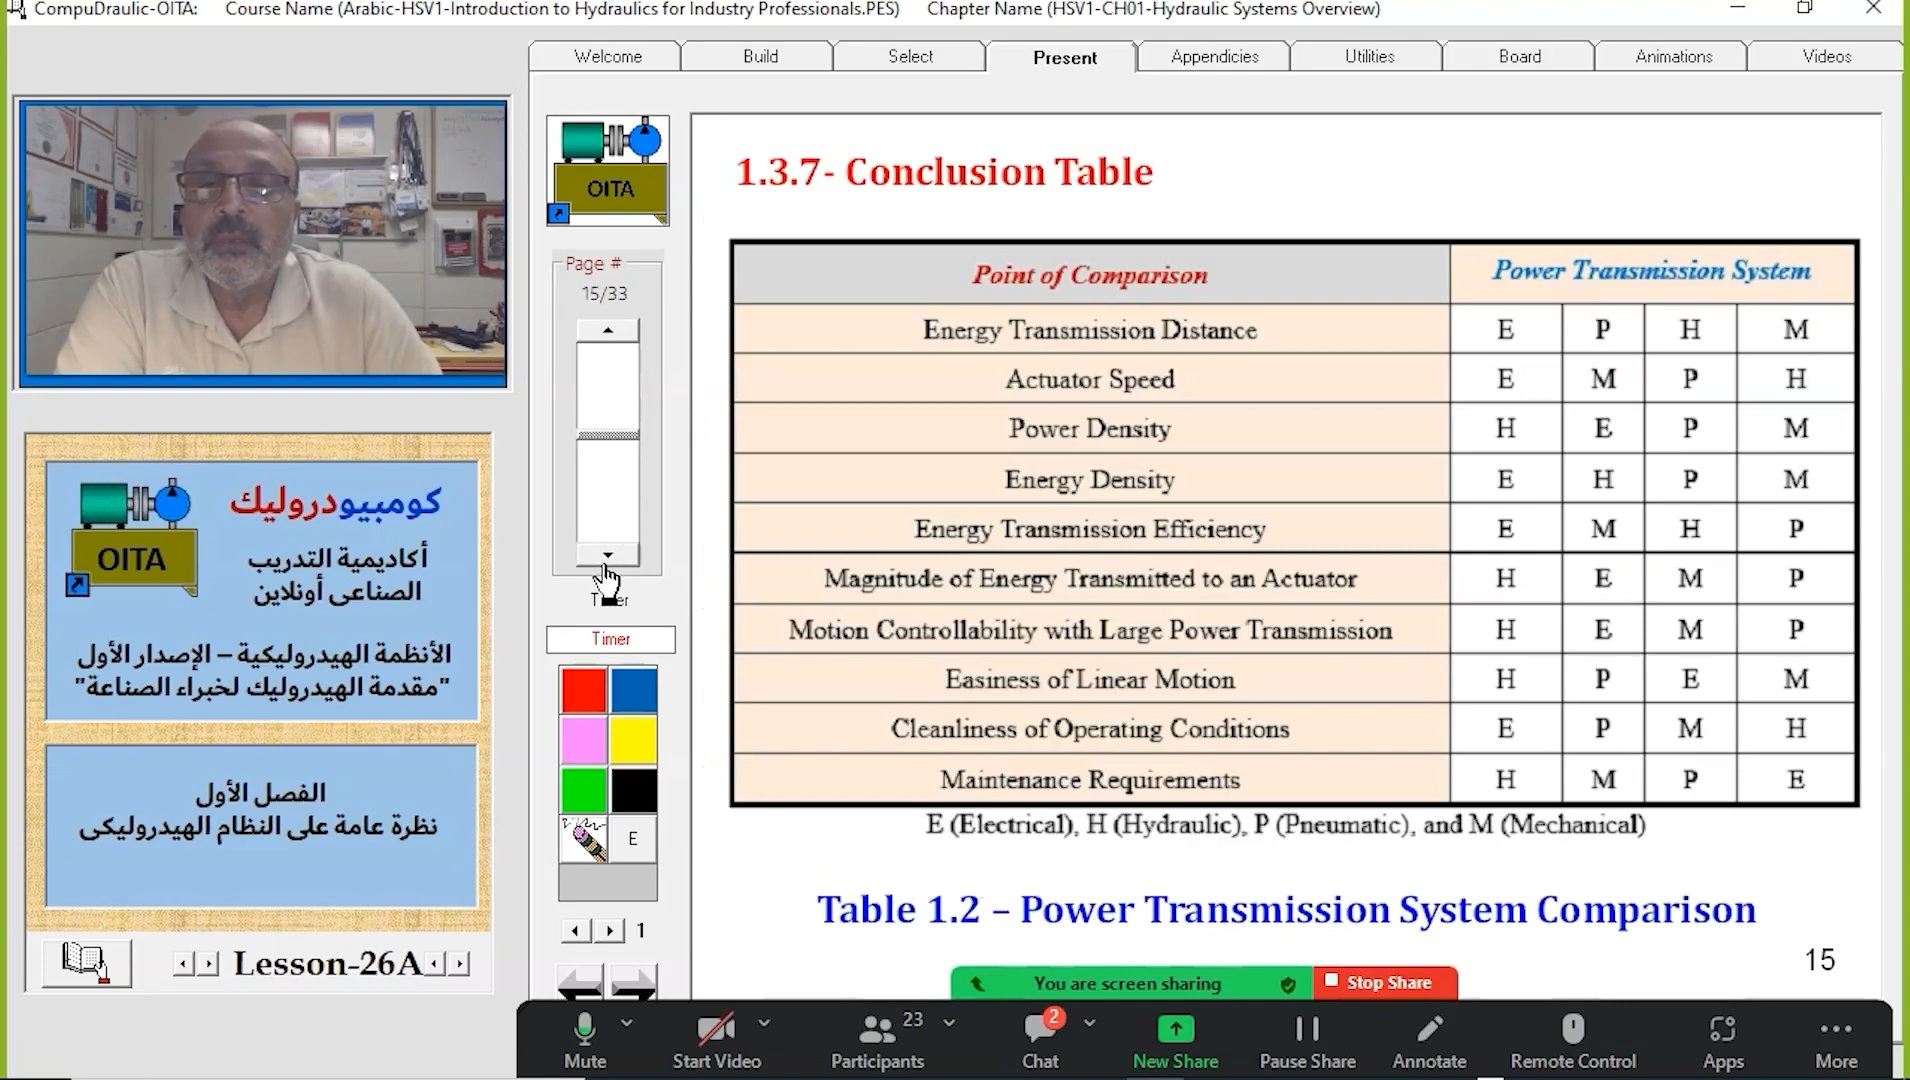 CompuDraulic-OITA: Course Name (Arabic-HSV1-Introduction to Hydraulics for Industry Professionals.PES) Chapter Name (HSV1-CH01-Hydraulic Systems Overview)
Welcome Build Select Present Appendicies Utilities Board Animations Videos
OITA
Page #
15/33
Timer
E
1
كومبيودروليك
OITA
أكاديمية التدريب
الصناعى أونلاين
الأنظمة الهيدروليكية – الإصدار الأول
"مقدمة الهيدروليك لخبراء الصناعة"
الفصل الأول
نظرة عامة على النظام الهيدروليكى
Lesson-26A
1.3.7- Conclusion Table
Point of Comparison Power Transmission System
Energy Transmission Distance E P H M
Actuator Speed E M P H
Power Density H E P M
Energy Density E H P M
Energy Transmission Efficiency E M H P
Magnitude of Energy Transmitted to an Actuator H E M P
Motion Controllability with Large Power Transmission H E M P
Easiness of Linear Motion H P E M
Cleanliness of Operating Conditions E P M H
Maintenance Requirements H M P E
E (Electrical), H (Hydraulic), P (Pneumatic), and M (Mechanical)
Table 1.2 – Power Transmission System Comparison
15
You are screen sharing Stop Share
23 2
Mute Start Video Participants Chat New Share Pause Share Annotate Remote Control Apps More